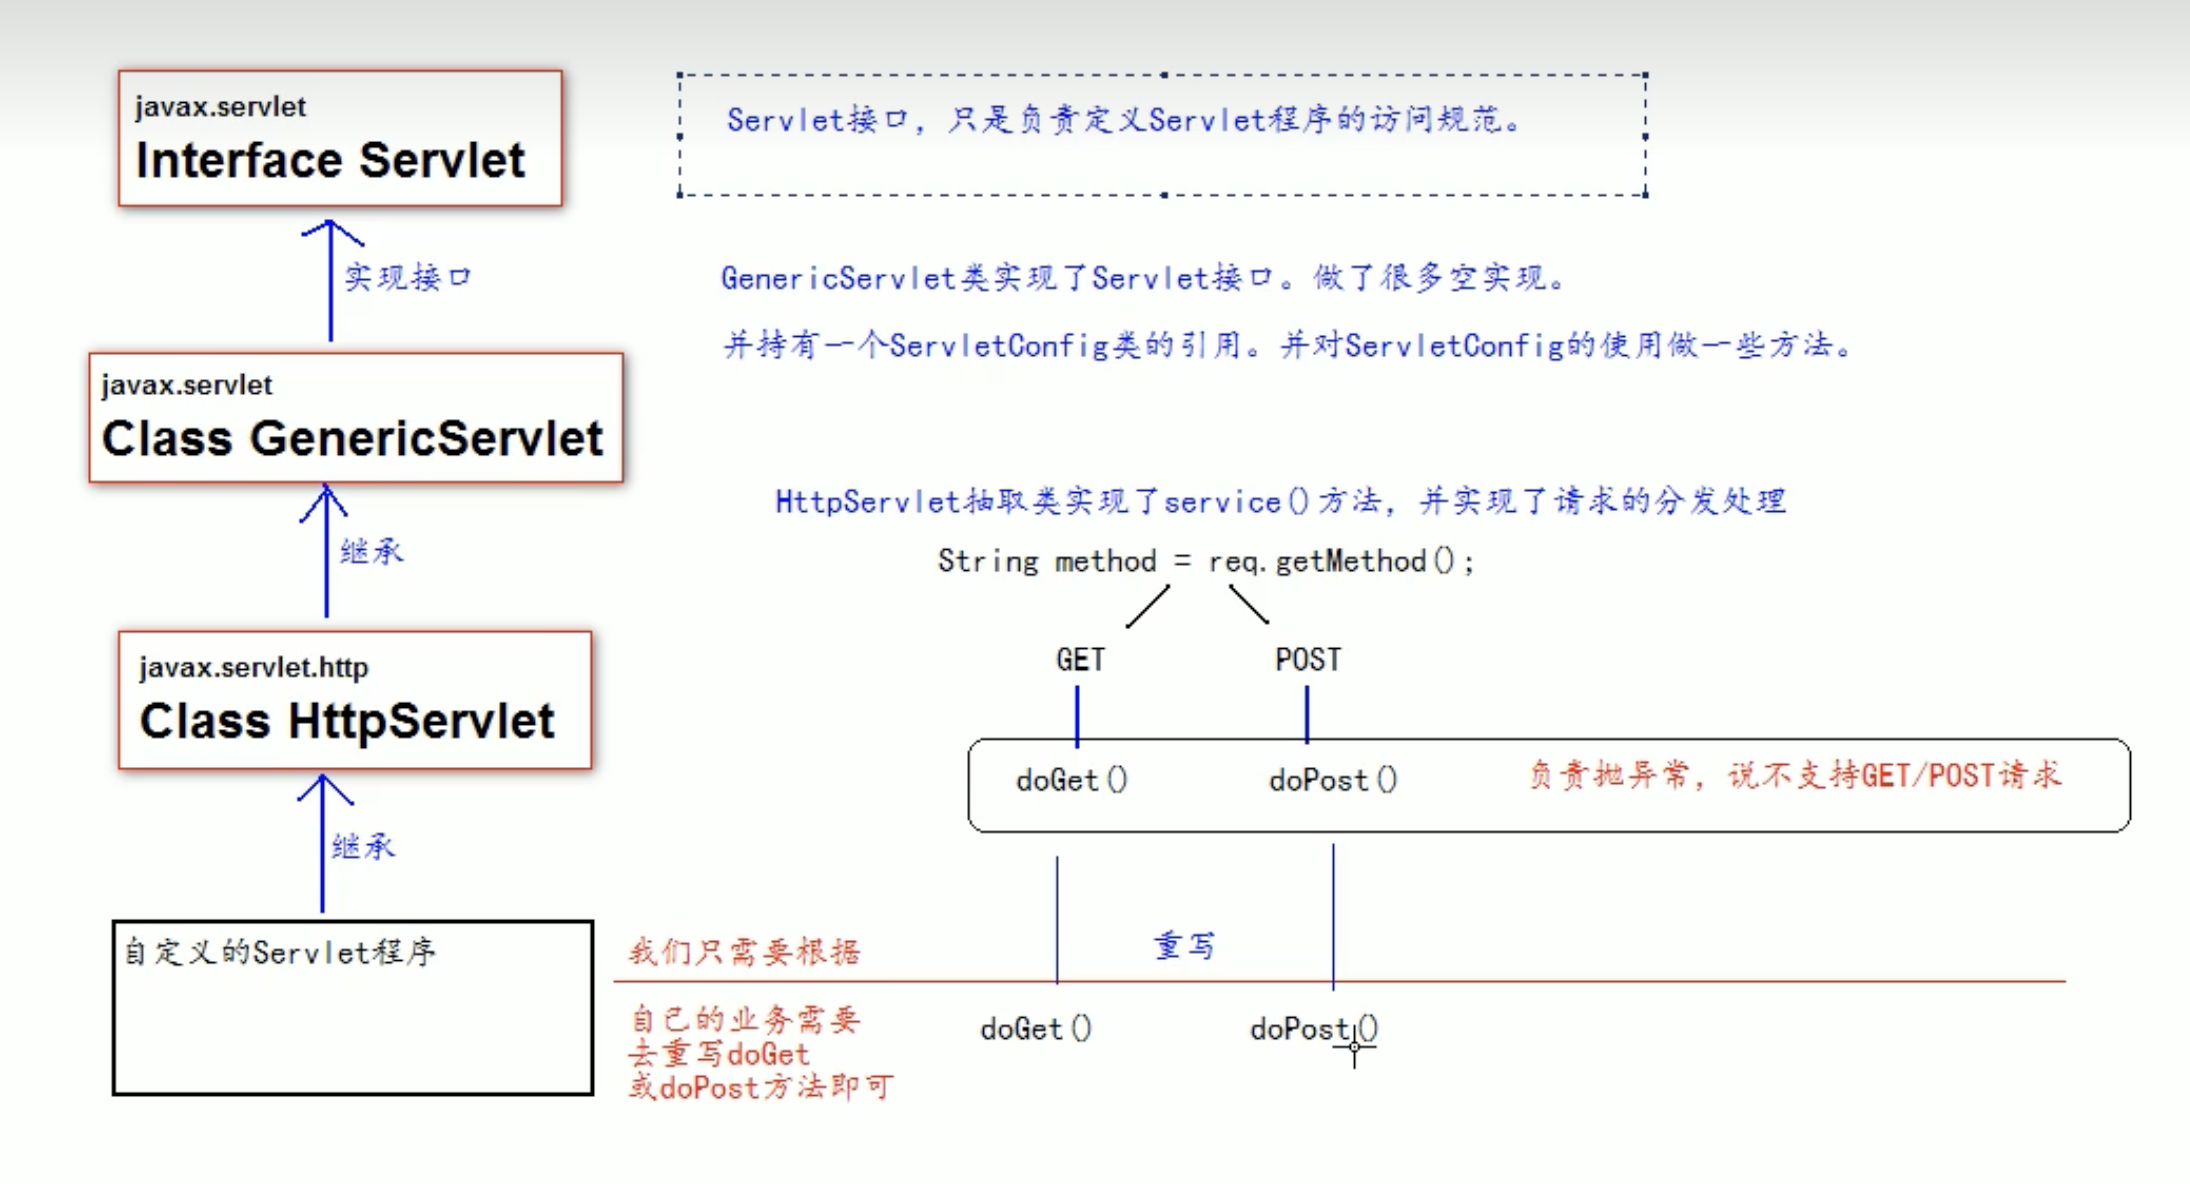 javax.servlet
Interface Servlet
Servlet接口，只是负责定义Servlet程序的访问规范。
实现接口
GenericServlet类实现了Servlet接口。做了很多空实现。
并持有一个ServletConfig类的引用。并对ServletConfig的使用做一些方法。
javax.servlet
Class GenericServlet
继承
HttpServlet抽取类实现了service()方法，并实现了请求的分发处理
String method = req.getMethod();
GET
POST
javax.servlet.http
Class HttpServlet
doGet()
doPost()
负责抛异常，说不支持GET/POST请求
继承
自定义的Servlet程序
我们只需要根据
重写
自己的业务需要
去重写doGet
或doPost方法即可
doGet()
doPost()